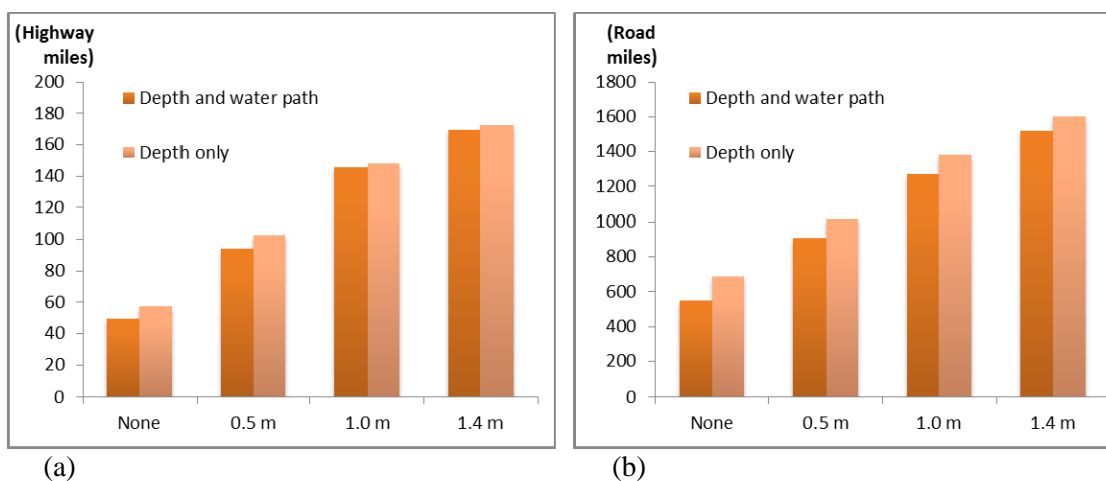 (Highway
miles)
200
180
160
140
120
100
80
60
40
20
0
Depth and water path
Depth only
None 0.5 m 1.0 m 1.4 m
(a)
(Road
miles)
1800
1600
1400
1200
1000
800
600
400
200
0
Depth and water path
Depth only
None 0.5 m 1.0 m 1.4 m
(b)